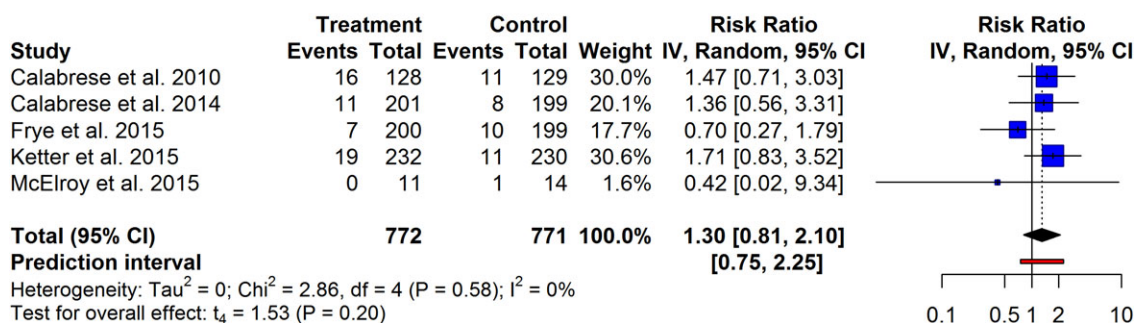 Treatment Control Risk Ratio Risk Ratio
Study Events Total Events Total Weight IV, Random, 95% CI IV, Random, 95% CI
Calabrese et al. 2010 16 128 11 129 30.0% 1.47 [0.71, 3.03]
Calabrese et al. 2014 11 201 8 199 20.1% 1.36 [0.56, 3.31]
Frye et al. 2015 7 200 10 199 17.7% 0.70 [0.27, 1.79]
Ketter et al. 2015 19 232 11 230 30.6% 1.71 [0.83, 3.52]
McElroy et al. 2015 0 11 1 14 1.6% 0.42 [0.02, 9.34]
Total (95% CI) 772 771 100.0% 1.30 [0.81, 2.10]
Prediction interval [0.75, 2.25]
Heterogeneity: Tau² = 0; Chi² = 2.86, df = 4 (P = 0.58); I² = 0%
Test for overall effect: t₄ = 1.53 (P = 0.20)
0.1 0.5 1 2 10